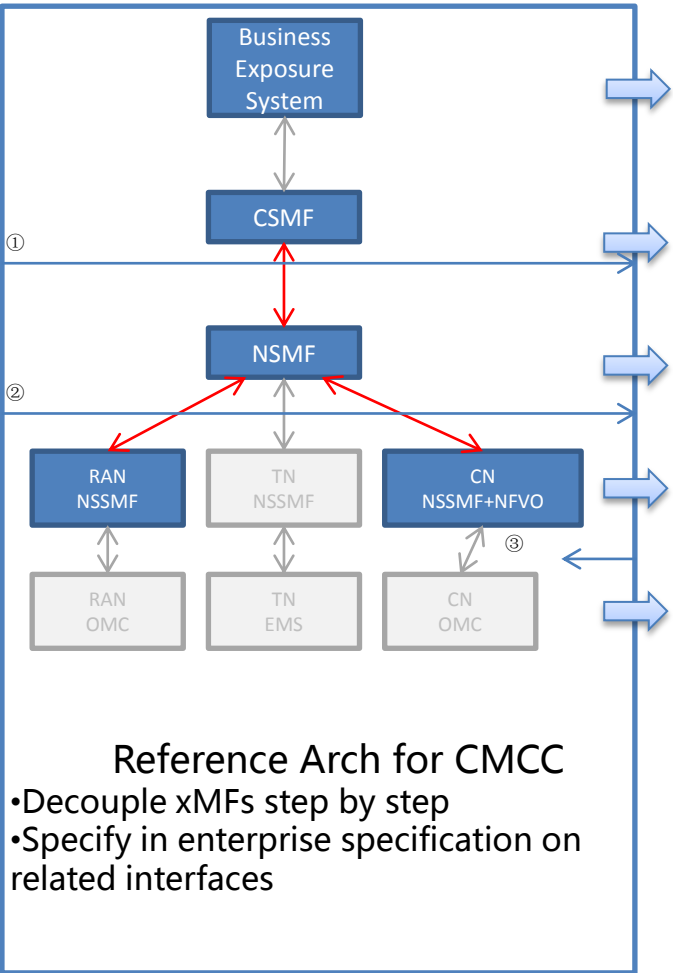 Business
Exposure
System
CSMF
①
NSMF
②
RAN
NSSMF
TN
NSSMF
CN
NSSMF+NFVO
③
RAN
OMC
TN
EMS
CN
OMC
Reference Arch for CMCC
•Decouple xMFs step by step
•Specify in enterprise specification on
related interfaces